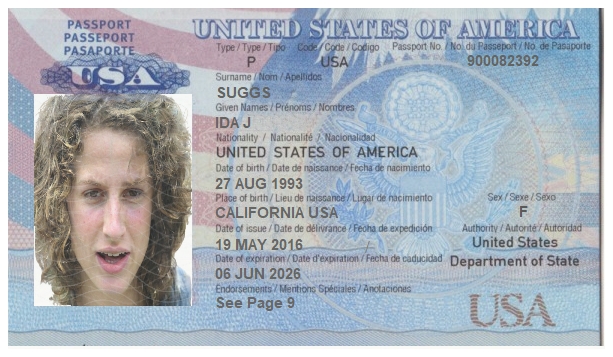 PASSPORT
PASSEPORT
PASAPORTE
USA
UNITED STATES OF AMERICA
Type / Type / Tipo Code / Code / Codigo Passport No. / No. du Passeport / No. de Pasaporte
P USA 900082392
Surname / Nom / Apellidos
SUGGS
Given Names / Prénoms / Nombres
IDA J
Nationality / Nationalité / Nacionalidad
UNITED STATES OF AMERICA
Date of birth / Date de naissance / Fecha de nacimiento
27 AUG 1993
Place of birth / Lieu de naissance / Lugar de nacimiento Sex / Sexe / Sexo
CALIFORNIA USA F
Date of issue / Date de délivrance / Fecha de expedición Authority / Autorité / Autoridad
19 MAY 2016 United States
Date of expiration / Date d'expiration / Fecha de caducidad Department of State
06 JUN 2026
Endorsements / Mentions Spéciales / Anotaciones
See Page 9
USA